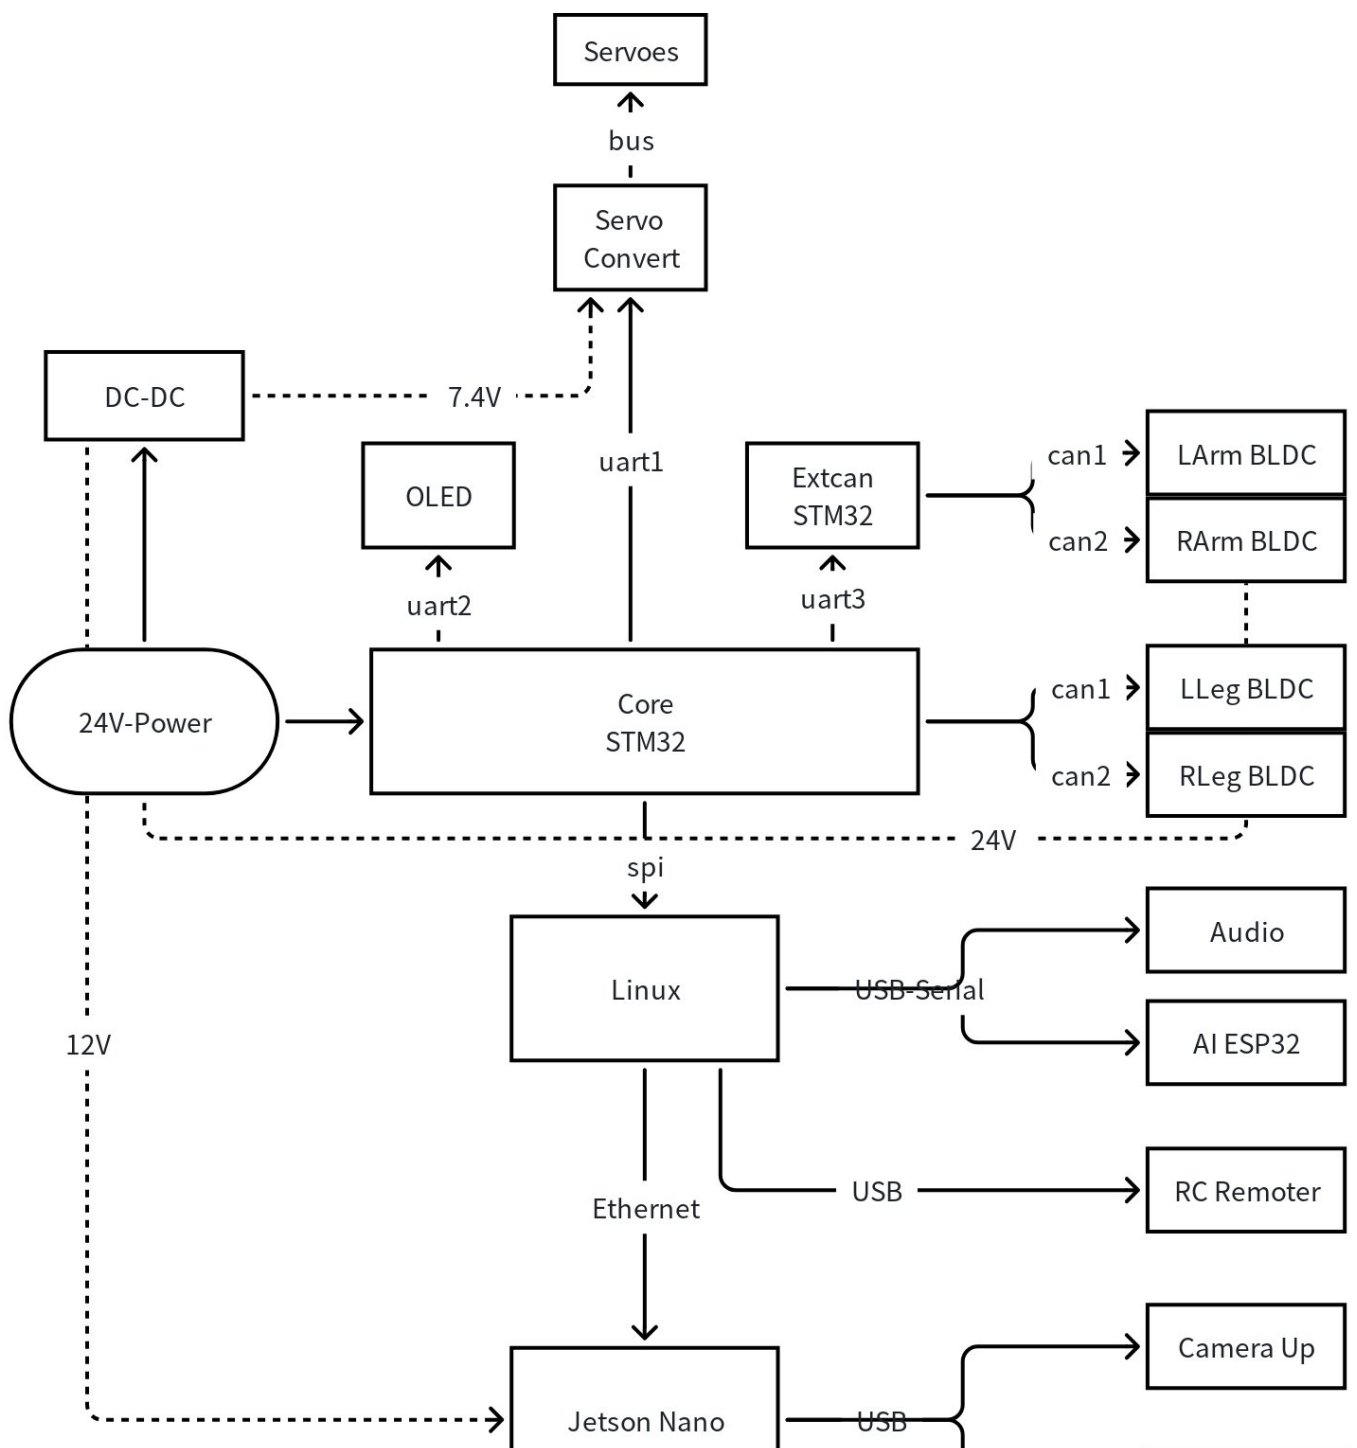 Servoes
bus
Servo
Convert
DC-DC
7.4V
uart1
OLED
Extcan
STM32
can1
LArm BLDC
can2
RArm BLDC
uart2
uart3
24V-Power
Core
STM32
can1
LLeg BLDC
can2
RLeg BLDC
24V
spi
Linux
USB-Serial
Audio
AI ESP32
12V
Ethernet
USB
RC Remoter
Camera Up
Jetson Nano
USB